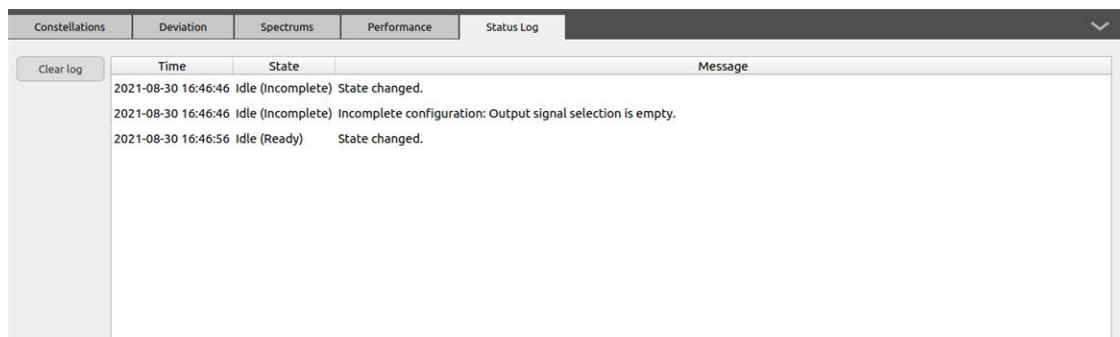 Constellations Deviation Spectrums Performance Status Log
Clear log Time State Message
2021-08-30 16:46:46 Idle (Incomplete) State changed.
2021-08-30 16:46:46 Idle (Incomplete) Incomplete configuration: Output signal selection is empty.
2021-08-30 16:46:56 Idle (Ready) State changed.